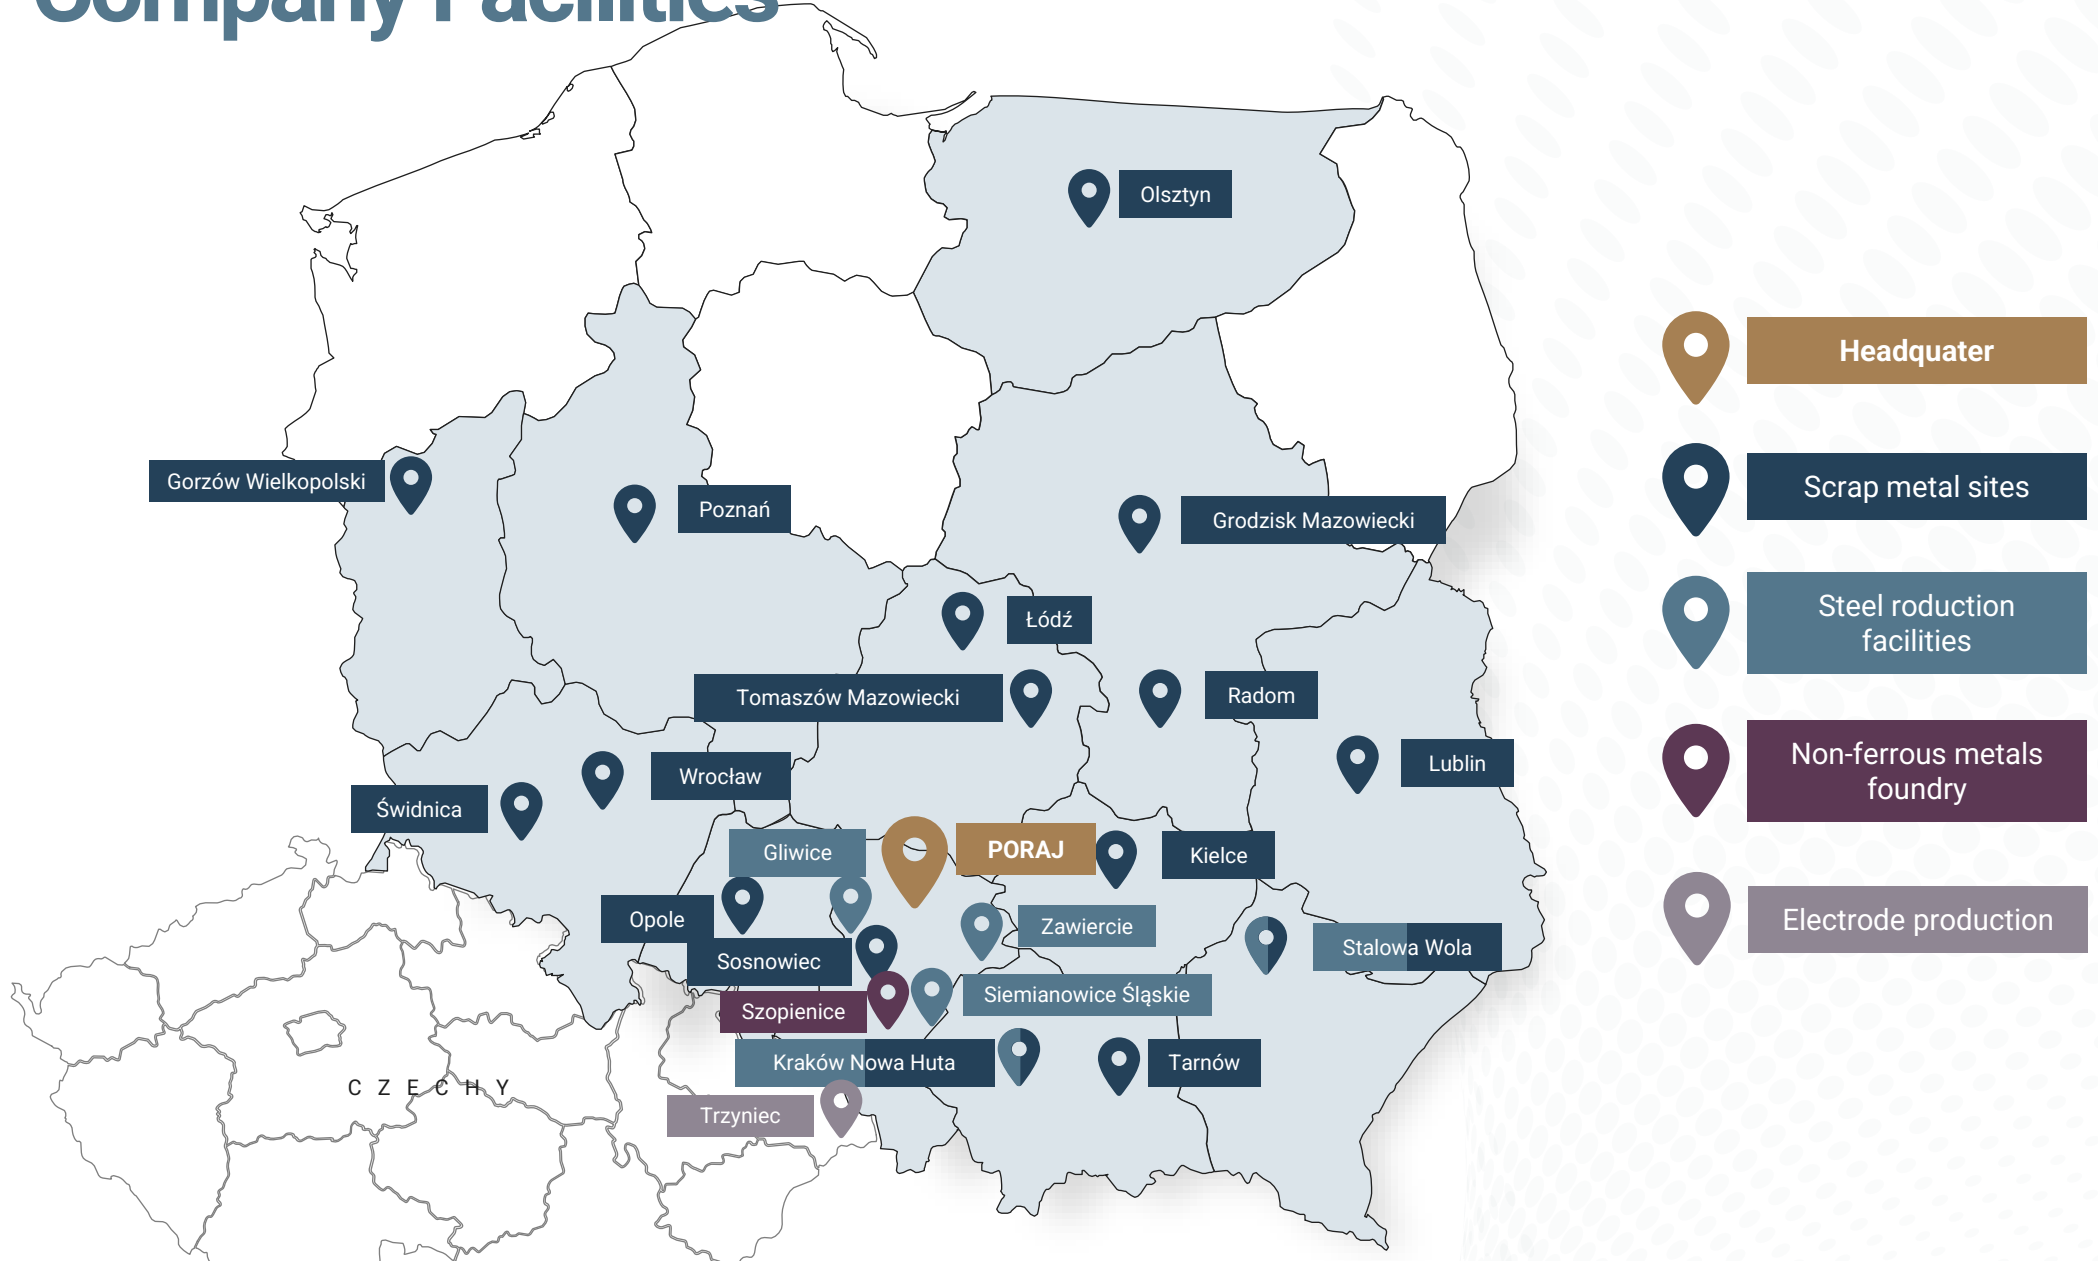 Company Facilities
Olsztyn
Headquater
Gorzów Wielkopolski
Scrap metal sites
Poznań
Grodzisk Mazowiecki
Steel roduction
facilities
Łódź
Tomaszów Mazowiecki
Radom
Non-ferrous metals
foundry
Wrocław
Lublin
Świdnica
Gliwice
PORAJ
Kielce
Opole
Zawiercie
Electrode production
Stalowa Wola
Sosnowiec
Siemianowice Śląskie
Szopienice
Kraków Nowa Huta
Tarnów
CZECHY
Trzyniec